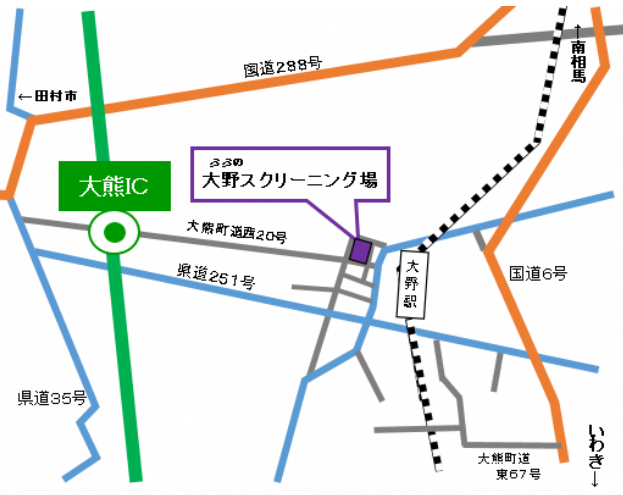 国道288号
↑
南相馬
←田村市
ふぶの
大野スクリーニング場
大熊IC
大熊町道西20号
県道251号
大野駅
国道6号
県道35号
いわき→
大熊町道
東67号